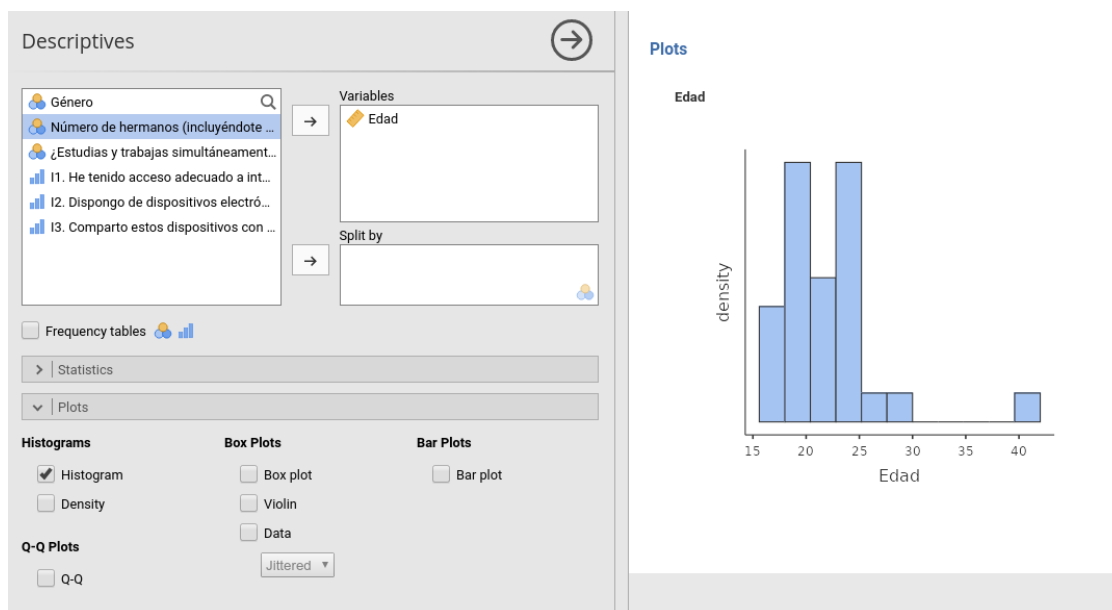 Descriptives
Género
Número de hermanos (incluyéndote ...
¿Estudias y trabajas simultáneament...
I1. He tenido acceso adecuado a int...
I2. Dispongo de dispositivos electró...
I3. Comparto estos dispositivos con ...
Variables
Edad
Split by
Frequency tables
Statistics
Plots
Histograms
Histogram
Density
Q-Q Plots
Q-Q
Box Plots
Box plot
Violin
Data
Jittered
Bar Plots
Bar plot
Plots
Edad
density
15 20 25 30 35 40
Edad